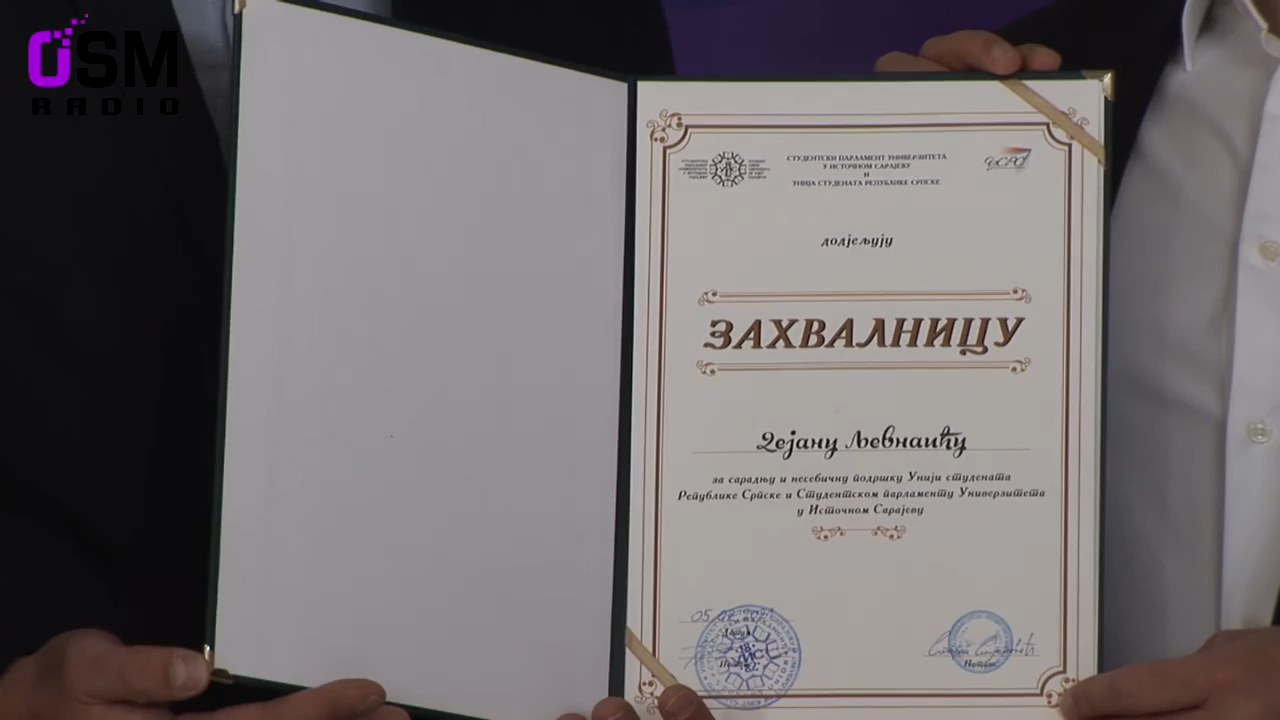 OSM
RADIO
СТУДЕНТСКИ ПАРЛАМЕНТ УНИВЕРЗИТЕТА
У ИСТОЧНОМ САРАЈЕВУ
И
УНИЈА СТУДЕНАТА РЕПУБЛИКЕ СРПСКЕ
додјељују
ЗАХВАЛНИЦУ
Дејану Љевнаићу
за сарадњу и несебичну подршку Унији студената
Републике Српске и Студентском парламенту Универзитета
у Источном Сарајеву